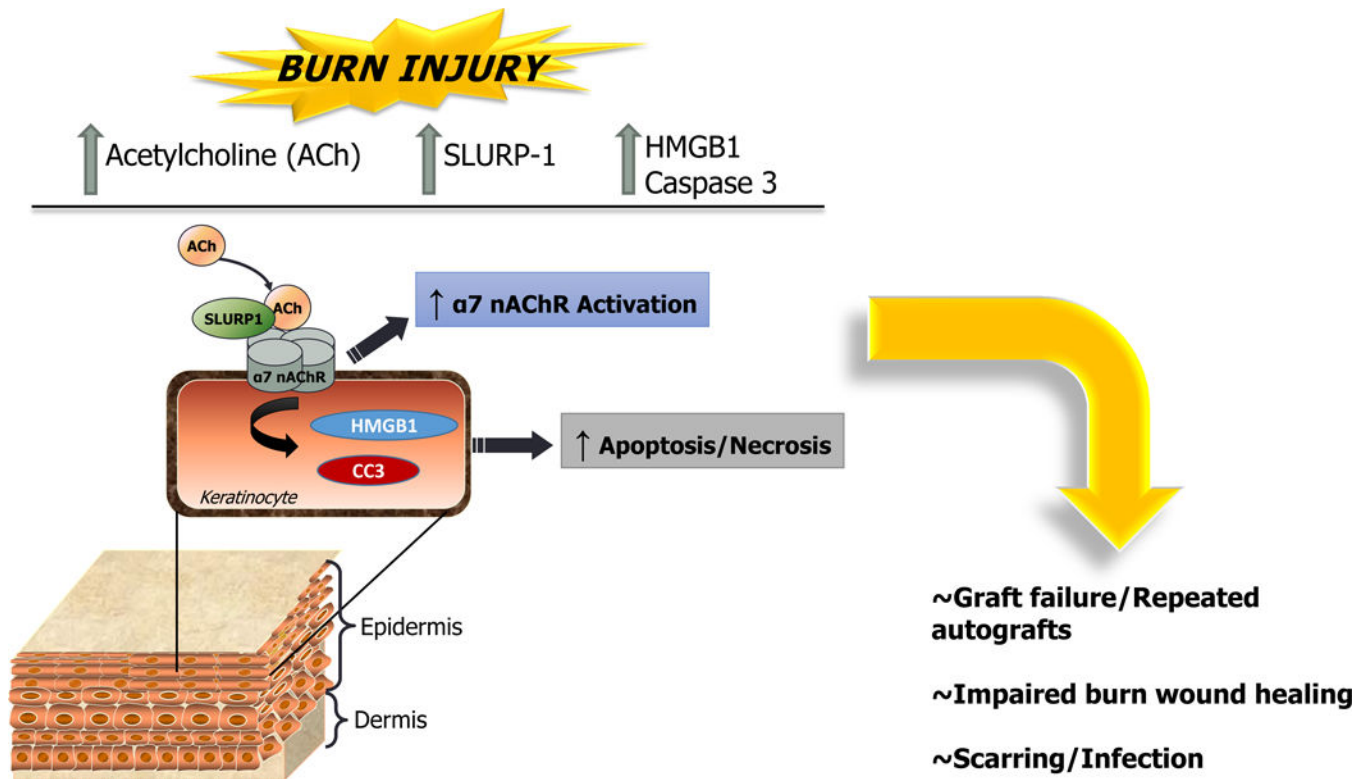 BURN INJURY
Acetylcholine (ACh)
SLURP-1
HMGB1
Caspase 3
ACh
ACh
SLURP1
α7 nAChR
↑ α7 nAChR Activation
HMGB1
CC3
Keratinocyte
↑ Apoptosis/Necrosis
Epidermis
Dermis
~Graft failure/Repeated
autografts
~Impaired burn wound healing
~Scarring/Infection